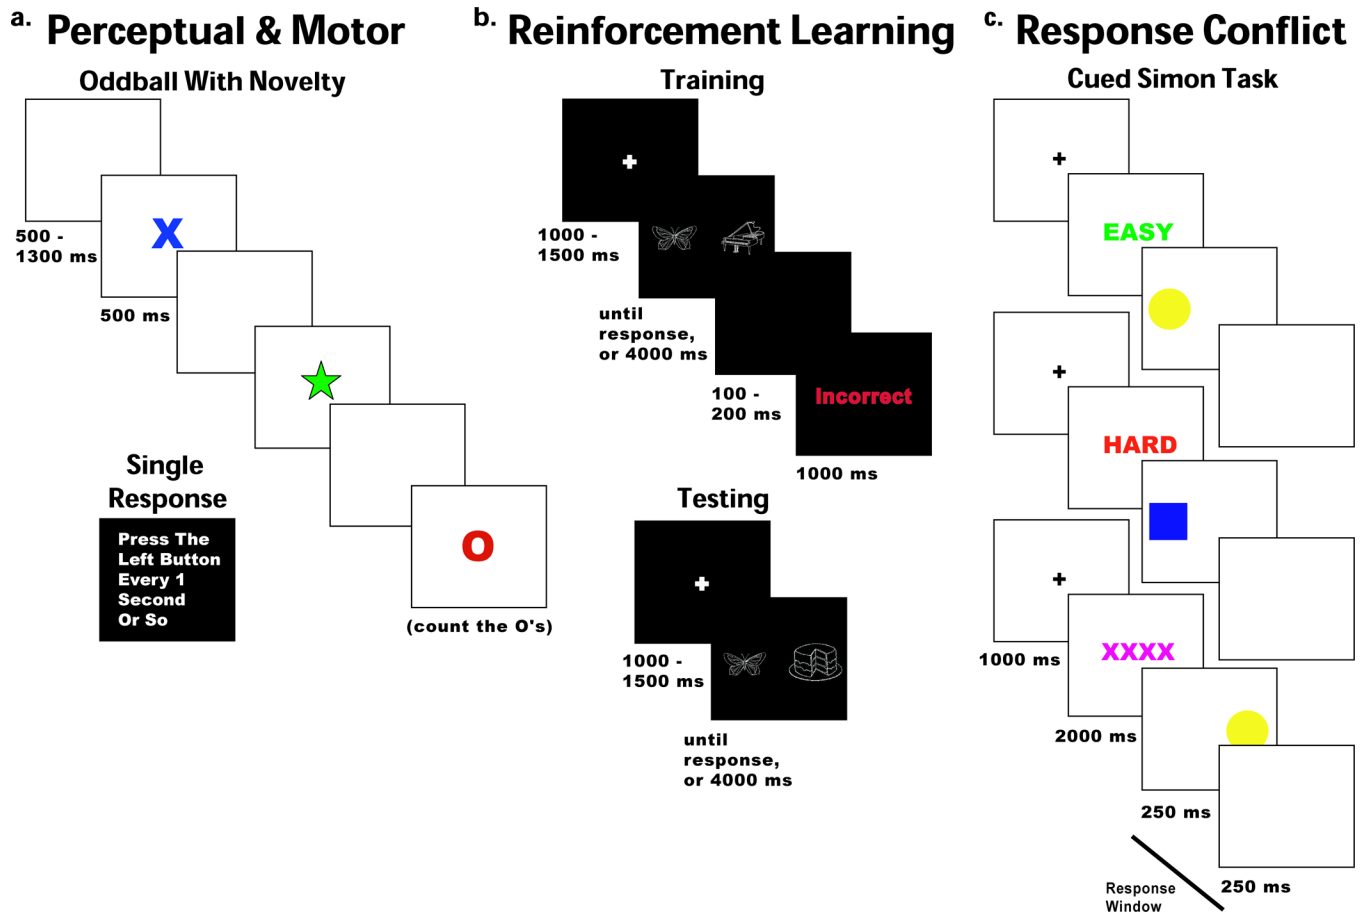 a. Perceptual & Motor
Oddball With Novelty
500 -
1300 ms
X
500 ms
O
(count the O's)
Single
Response
Press The
Left Button
Every 1
Second
Or So
b. Reinforcement Learning
Training
1000 -
1500 ms
until
response,
or 4000 ms
100 -
200 ms
Incorrect
1000 ms
Testing
1000 -
1500 ms
until
response,
or 4000 ms
c. Response Conflict
Cued Simon Task
EASY
HARD
1000 ms
XXXX
2000 ms
250 ms
250 ms
Response
Window